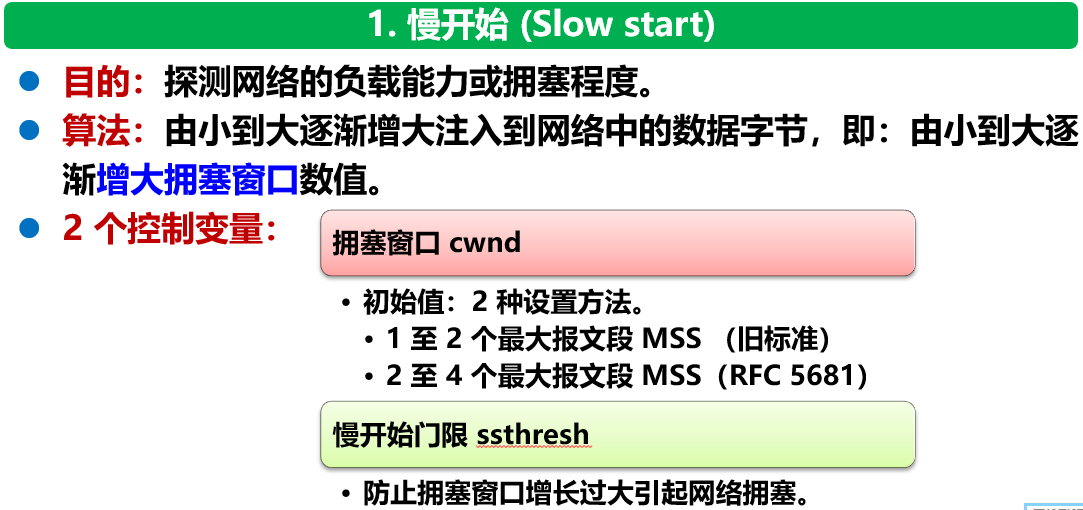 1. 慢开始 (Slow start)
目的：探测网络的负载能力或拥塞程度。
算法：由小到大逐渐增大注入到网络中的数据字节，即：由小到大逐
渐增大拥塞窗口数值。
2 个控制变量：
拥塞窗口 cwnd
• 初始值：2 种设置方法。
• 1 至 2 个最大报文段 MSS （旧标准）
• 2 至 4 个最大报文段 MSS（RFC 5681）
慢开始门限 ssthresh
• 防止拥塞窗口增长过大引起网络拥塞。